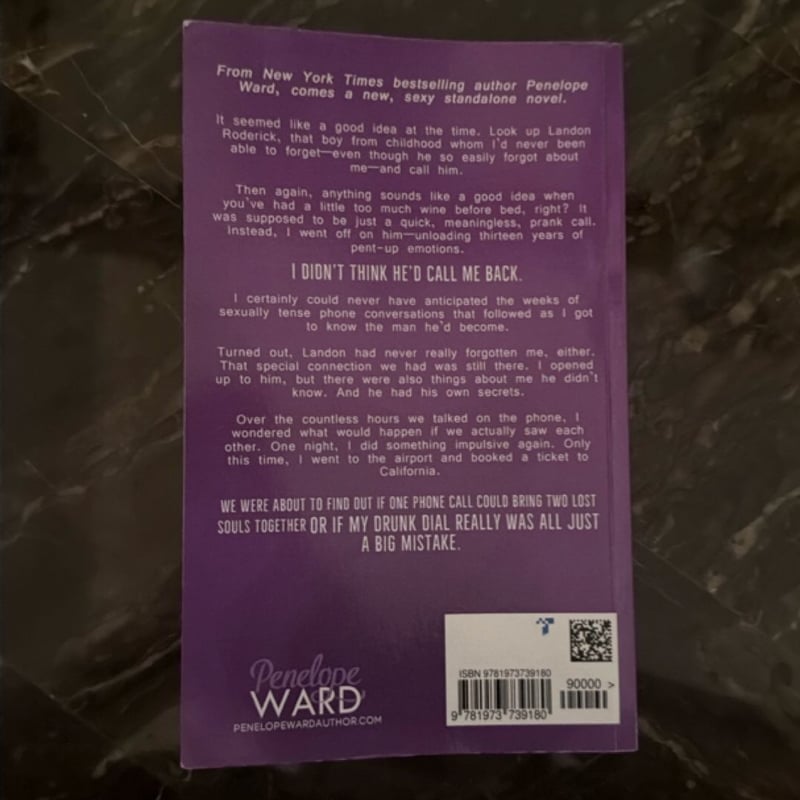 From New York Times bestselling author Penelope
Ward, comes a new, sexy standalone novel.
It seemed like a good idea at the time. Look up Landon
Roderick, that boy from childhood whom I'd never been
able to forget—even though he so easily forgot about
me—and call him.
Then again, anything sounds like a good idea when
you've had a little too much wine before bed, right? It
was supposed to be just a quick, meaningless, prank call.
Instead, I went off on him—unloading thirteen years of
pent-up emotions.
I DIDN'T THINK HE'D CALL ME BACK.
I certainly could never have anticipated the weeks of
sexually tense phone conversations that followed as I got
to know the man he'd become.
Turned out, Landon had never really forgotten me, either.
That special connection we had was still there. I opened
up to him, but there were also things about me he didn't
know. And he had his own secrets.
Over the countless hours we talked on the phone, I
wondered what would happen if we actually saw each
other. One night, I did something impulsive again. Only
this time, I went to the airport and booked a ticket to
California.
WE WERE ABOUT TO FIND OUT IF ONE PHONE CALL COULD BRING TWO LOST
SOULS TOGETHER OR IF MY DRUNK DIAL REALLY WAS ALL JUST
A BIG MISTAKE.
Penelope
WARD
PENELOPEWARDAUTHOR.COM
ISBN 9781973739180
90000 >
9 781973 739180